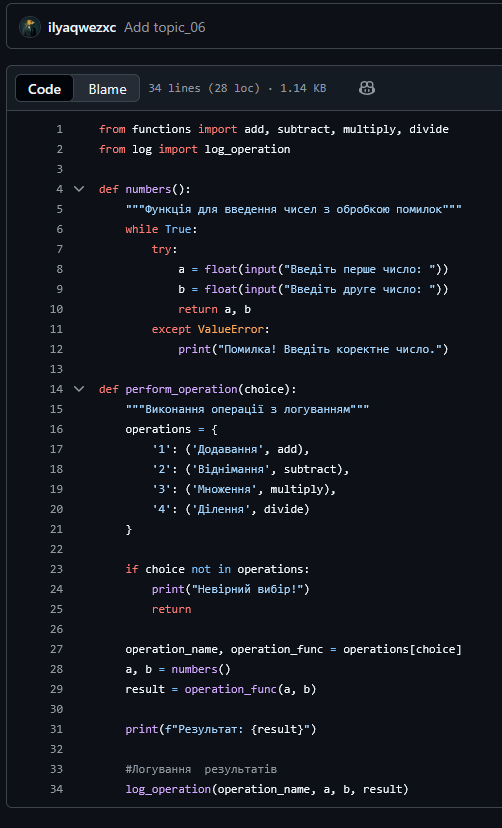 ilyaqwezxc Add topic_06
Code Blame 34 lines (28 loc) · 1.14 KB
1 from functions import add, subtract, multiply, divide
2 from log import log_operation
3
4 def numbers():
5 """Функція для введення чисел з обробкою помилок"""
6 while True:
7 try:
8 a = float(input("Введіть перше число: "))
9 b = float(input("Введіть друге число: "))
10 return a, b
11 except ValueError:
12 print("Помилка! Введіть коректне число.")
13
14 def perform_operation(choice):
15 """Виконання операції з логуванням"""
16 operations = {
17 '1': ('Додавання', add),
18 '2': ('Віднімання', subtract),
19 '3': ('Множення', multiply),
20 '4': ('Ділення', divide)
21 }
22
23 if choice not in operations:
24 print("Невірний вибір!")
25 return
26
27 operation_name, operation_func = operations[choice]
28 a, b = numbers()
29 result = operation_func(a, b)
30
31 print(f"Результат: {result}")
32
33 #Логування  результатів
34 log_operation(operation_name, a, b, result)